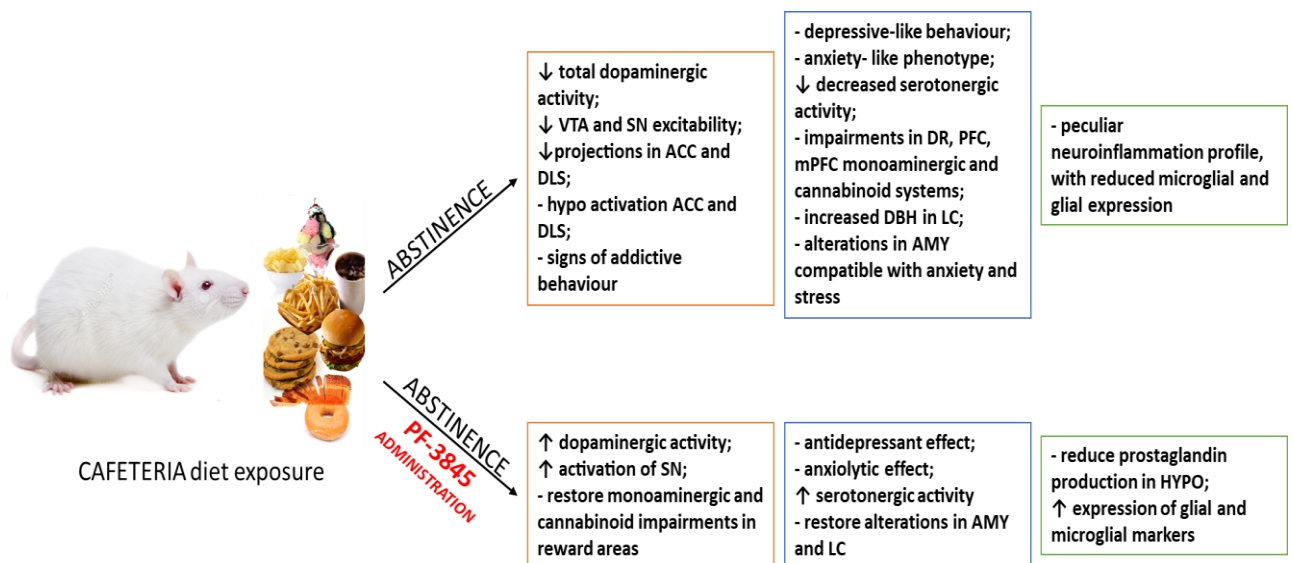 ABSTINENCE
↓ total dopaminergic
activity;
↓ VTA and SN excitability;
↓projections in ACC and
DLS;
- hypo activation ACC and
DLS;
- signs of addictive
behaviour
- depressive-like behaviour;
- anxiety- like phenotype;
↓ decreased serotonergic
activity;
- impairments in DR, PFC,
mPFC monoaminergic and
cannabinoid systems;
- increased DBH in LC;
- alterations in AMY
compatible with anxiety and
stress
- peculiar
neuroinflammation profile,
with reduced microglial and
glial expression
CAFETERIA diet exposure
ABSTINENCE
PF-3845
ADMINISTRATION
↑ dopaminergic activity;
↑ activation of SN;
- restore monoaminergic and
cannabinoid impairments in
reward areas
- antidepressant effect;
- anxiolytic effect;
↑ serotonergic activity
- restore alterations in AMY
and LC
- reduce prostaglandin
production in HYPO;
↑ expression of glial and
microglial markers